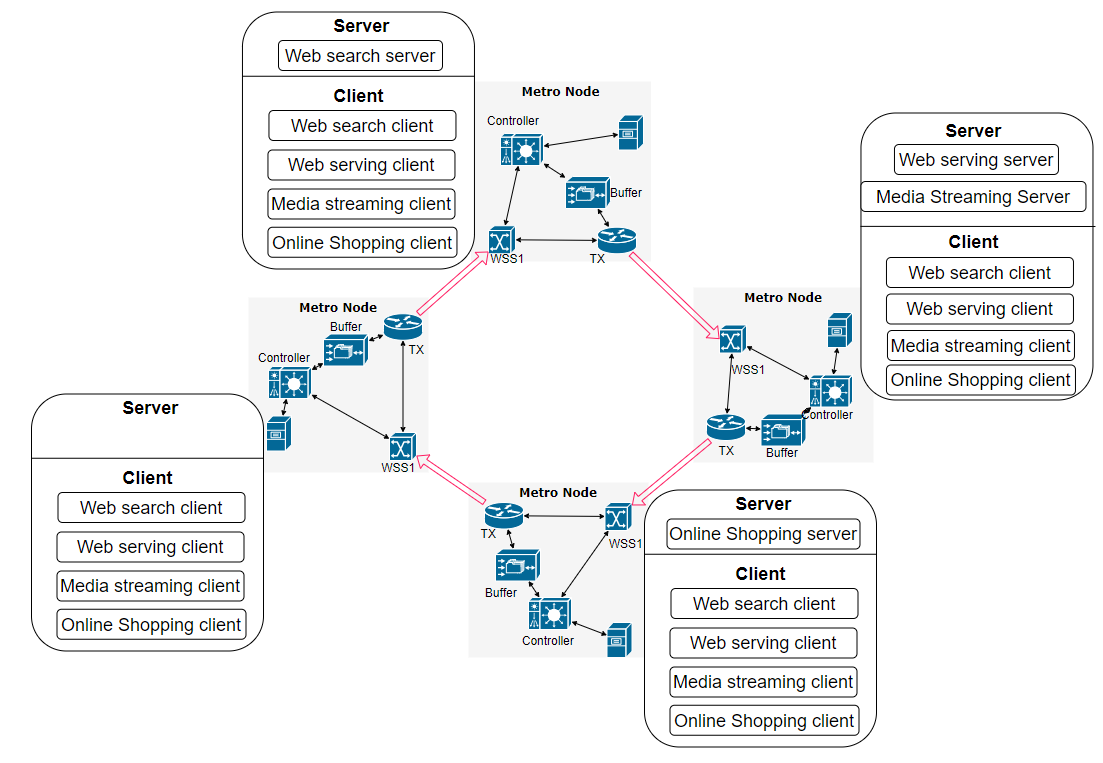 Server
Web search server
Client
Web search client
Web serving client
Media streaming client
Online Shopping client
Metro Node
Controller
Buffer
WSS1
TX
Server
Web serving server
Media Streaming Server
Client
Web search client
Web serving client
Media streaming client
Online Shopping client
Metro Node
WSS1
Controller
TX
Buffer
Metro Node
Buffer
TX
Controller
WSS1
Server
Client
Web search client
Web serving client
Media streaming client
Online Shopping client
Metro Node
TX
WSS1
Buffer
Controller
Server
Online Shopping server
Client
Web search client
Web serving client
Media streaming client
Online Shopping client